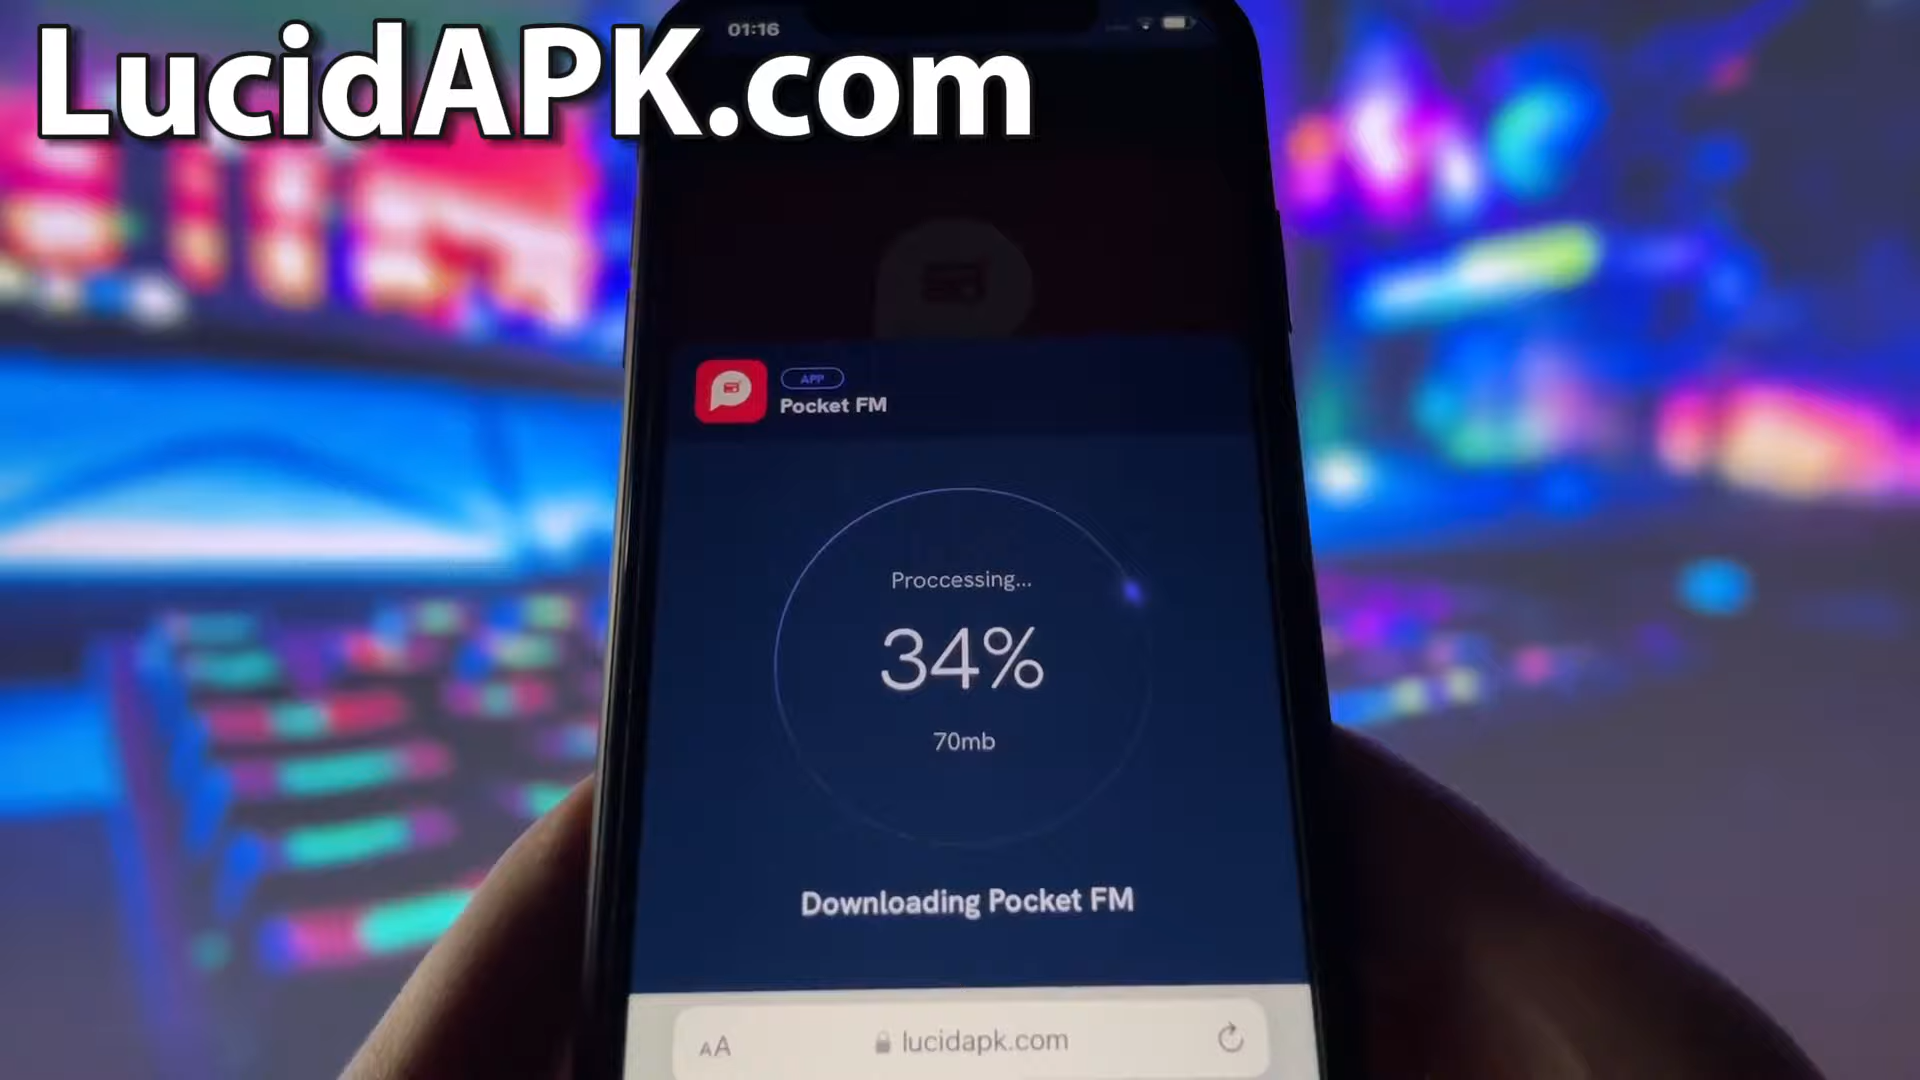 LucidAPK.com
01:16
APP
Pocket FM
Proccessing...
34%
70mb
Downloading Pocket FM
AA
lucidapk.com